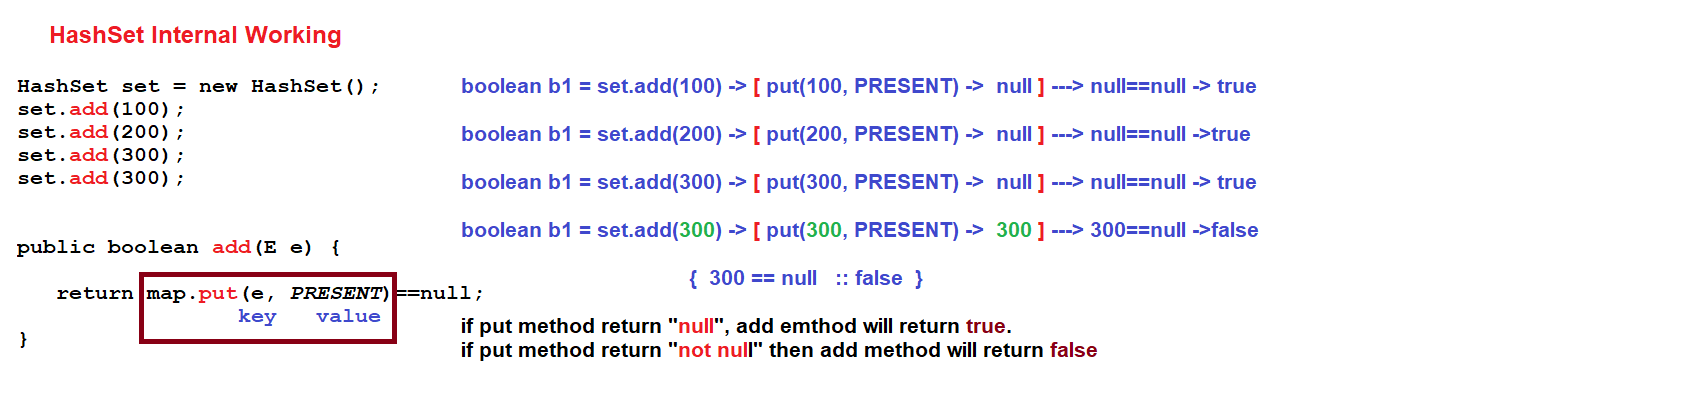 HashSet Internal Working
HashSet set = new HashSet();
set.add(100);
set.add(200);
set.add(300);
set.add(300);
public boolean add(E e) {
return map.put(e, PRESENT)==null;
key value
}
boolean b1 = set.add(100) -> [ put(100, PRESENT) -> null ] ---> null==null -> true
boolean b1 = set.add(200) -> [ put(200, PRESENT) -> null ] ---> null==null ->true
boolean b1 = set.add(300) -> [ put(300, PRESENT) -> null ] ---> null==null -> true
boolean b1 = set.add(300) -> [ put(300, PRESENT) -> 300 ] ---> 300==null ->false
{ 300 == null :: false }
if put method return "null", add emthod will return true.
if put method return "not null" then add method will return false